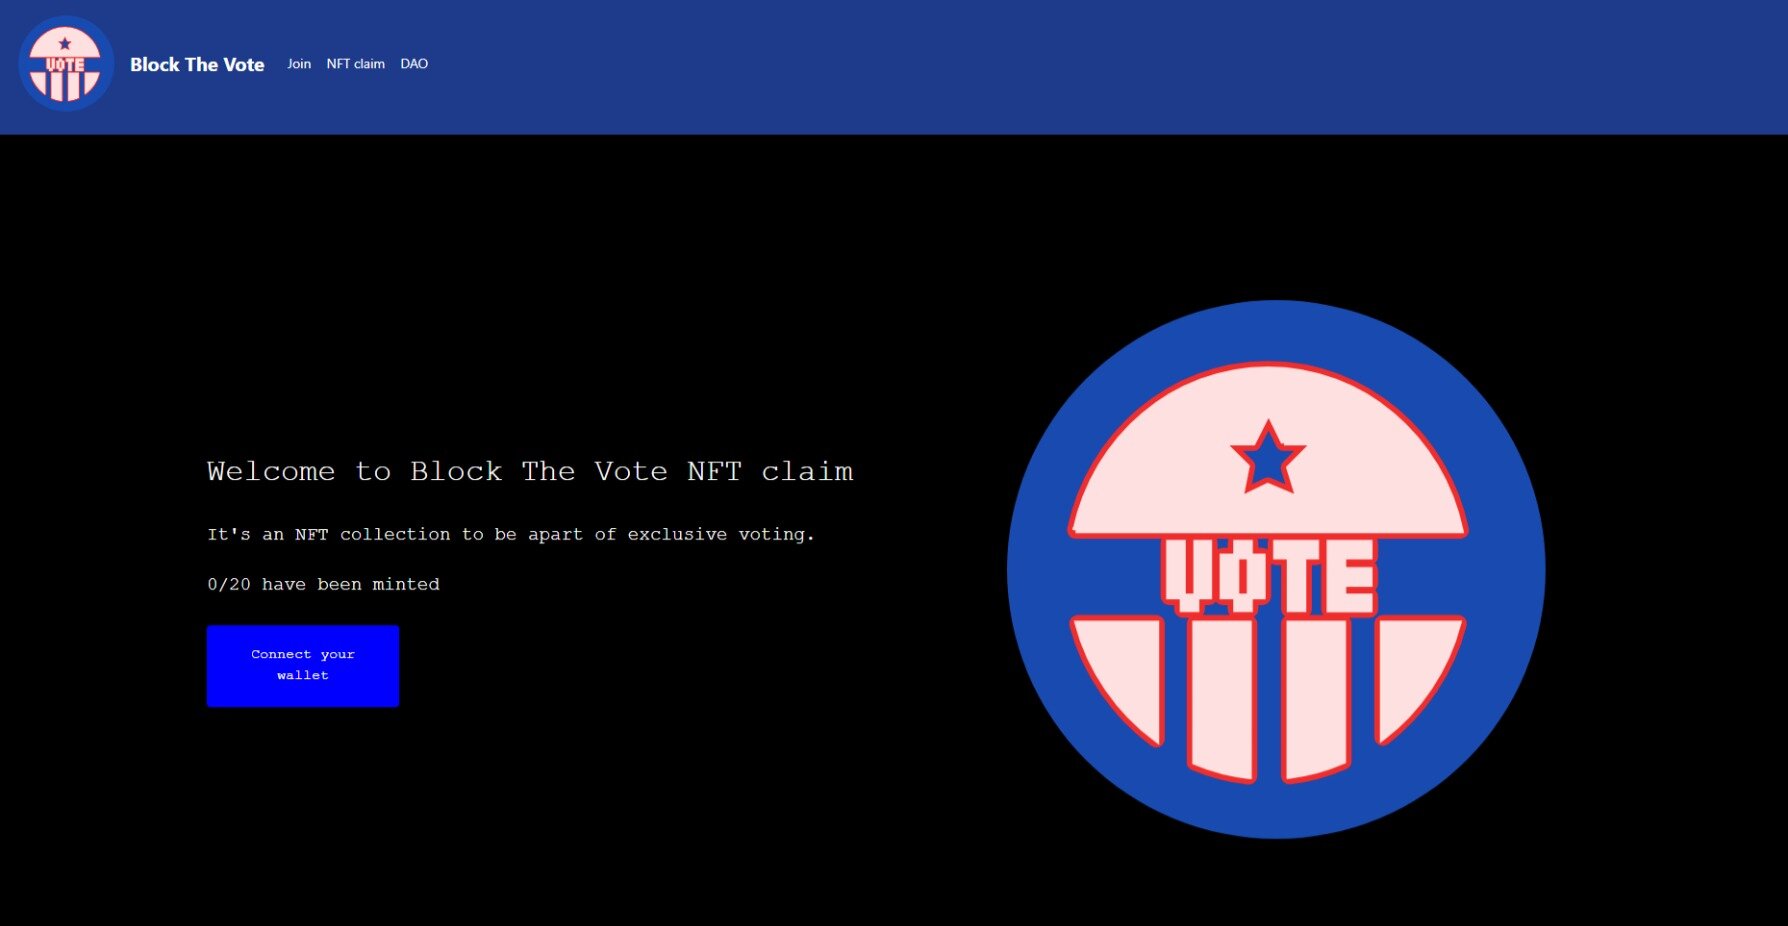 VOTE
Block The Vote Join NFT claim DAO
Welcome to Block The Vote NFT claim
It's an NFT collection to be apart of exclusive voting.
0/20 have been minted
Connect your
wallet
VOTE